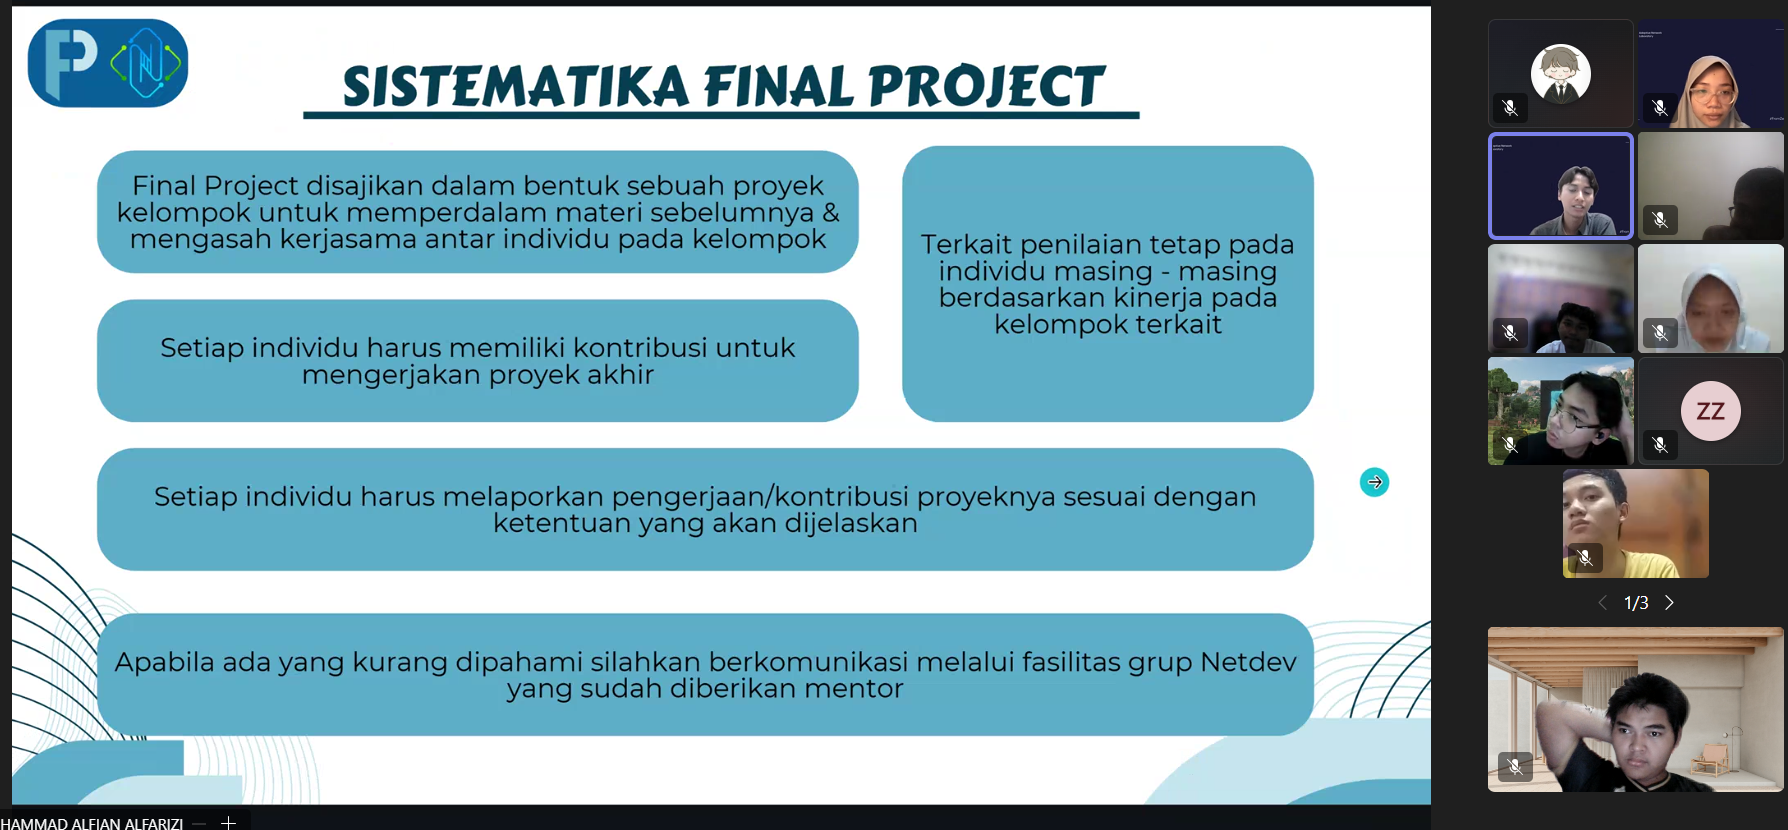 SISTEMATIKA FINAL PROJECT
Final Project disajikan dalam bentuk sebuah proyek
kelompok untuk memperdalam materi sebelumnya &
mengasah kerjasama antar individu pada kelompok
Terkait penilaian tetap pada
individu masing - masing
berdasarkan kinerja pada
kelompok terkait
Setiap individu harus memiliki kontribusi untuk
mengerjakan proyek akhir
Setiap individu harus melaporkan pengerjaan/kontribusi proyeknya sesuai dengan
ketentuan yang akan dijelaskan
Apabila ada yang kurang dipahami silahkan berkomunikasi melalui fasilitas grup Netdev
yang sudah diberikan mentor
ZZ
1/3
HAMMAD ALFIAN ALFARIZI